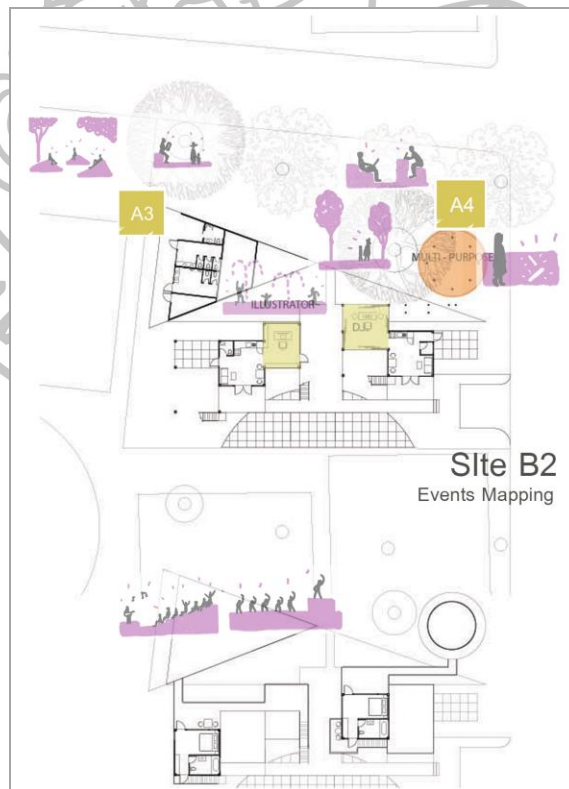 A3
A4
MULTI - PURPOSE
ILLUSTRATOR
DJ
SIte B2
Events Mapping